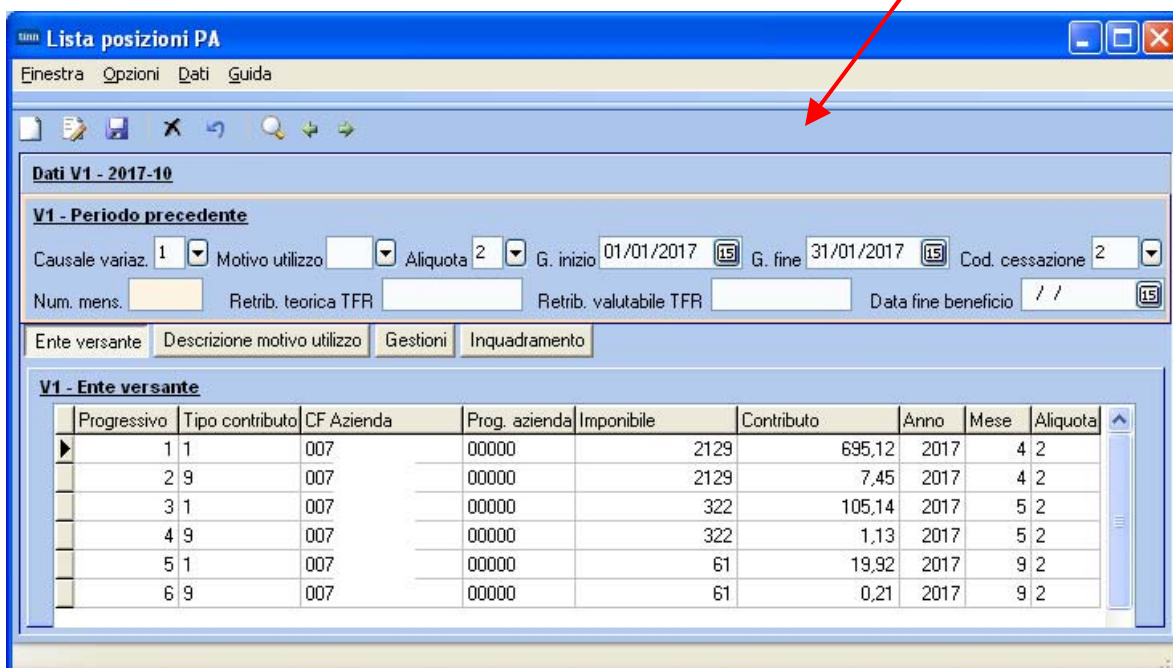 tinn Lista posizioni PA
Finestra Opzioni Dati Guida
Dati V1 - 2017-10
V1 - Periodo precedente
Causale variaz. 1 Motivo utilizzo Aliquota 2 G. inizio 01/01/2017 15 G. fine 31/01/2017 15 Cod. cessazione 2
Num. mens. Retrib. teorica TFR Retrib. valutabile TFR Data fine beneficio / / 15
Ente versante Descrizione motivo utilizzo Gestioni Inquadramento
V1 - Ente versante
Progressivo Tipo contributo CF Azienda Prog. azienda Imponibile Contributo Anno Mese Aliquota
1 1 007 00000 2129 695,12 2017 4 2
2 9 007 00000 2129 7,45 2017 4 2
3 1 007 00000 322 105,14 2017 5 2
4 9 007 00000 322 1,13 2017 5 2
5 1 007 00000 61 19,92 2017 9 2
6 9 007 00000 61 0,21 2017 9 2